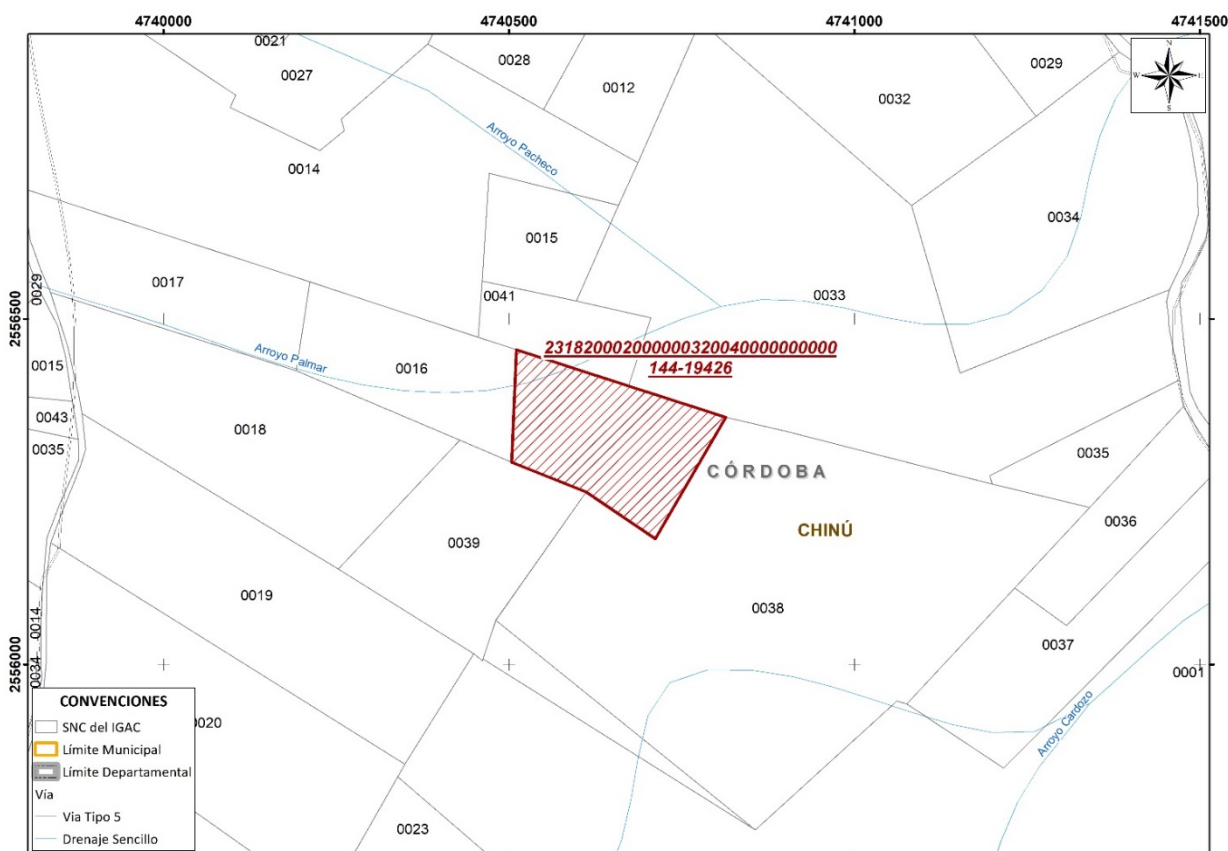 4740000
4740500
4741000
4741500
0021
0027
0028
0012
0032
0029
N
W
E
S
Arroyo Pacheco
0014
0034
0015
0017
0029
0041
0033
2556500
2556500
231820002000000320040000000000
144-19426
Arroyo Palmar
0016
0015
0043
0035
0018
CÓRDOBA
0035
CHINÚ
0036
0039
0019
0038
0014
0034
0037
2556000
0001
Arroyo Cardozo
0020
0023
CONVENCIONES
SNC del IGAC
Límite Municipal
Límite Departamental
Vía
Via Tipo 5
Drenaje Sencillo